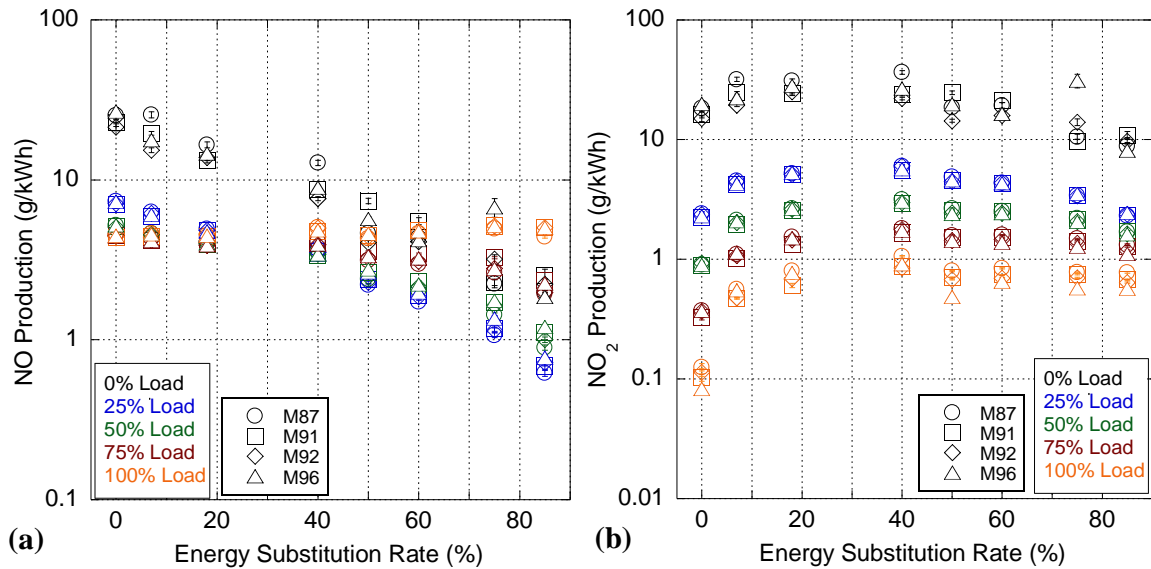 100
10
1
0.1
NO Production (g/kWh)
0% Load
25% Load
50% Load
75% Load
100% Load
M87
M91
M92
M96
0 20 40 60 80
Energy Substitution Rate (%)
(a)
100
10
1
0.1
0.01
NO2 Production (g/kWh)
M87
M91
M92
M96
0% Load
25% Load
50% Load
75% Load
100% Load
0 20 40 60 80
Energy Substitution Rate (%)
(b)